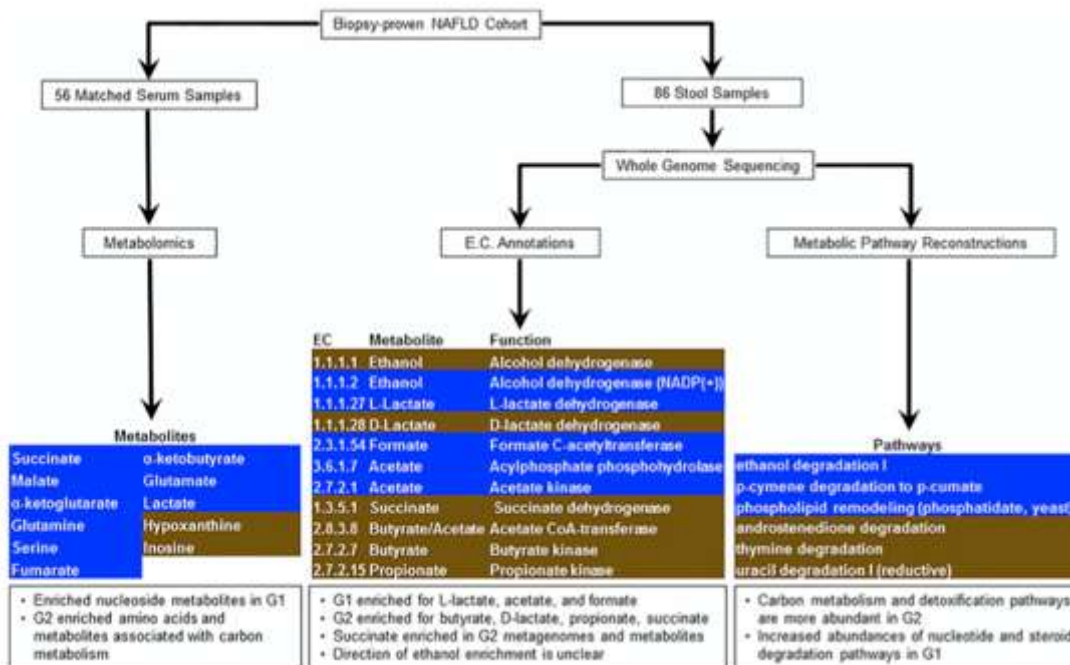 Biopsy-proven NAFLD Cohort
56 Matched Serum Samples
86 Stool Samples
Whole Genome Sequencing
Metabolomics
E.C. Annotations
Metabolic Pathway Reconstructions
EC Metabolite Function
1.1.1.1 Ethanol Alcohol dehydrogenase
1.1.1.2 Ethanol Alcohol dehydrogenase (NADP(+))
1.1.1.27 L-Lactate L-lactate dehydrogenase
1.1.1.28 D-Lactate D-lactate dehydrogenase
2.3.1.54 Formate Formate C-acetyltransferase
3.6.1.7 Acetate Acylphosphate phosphohydrolase
2.7.2.1 Acetate Acetate kinase
1.3.5.1 Succinate Succinate dehydrogenase
2.8.3.8 Butyrate/Acetate Acetate CoA-transferase
2.7.2.7 Butyrate Butyrate kinase
2.7.2.15 Propionate Propionate kinase
Metabolites
Succinate α-ketobutyrate
Malate Glutamate
α-ketoglutarate Lactate
Glutamine Hypoxanthine
Serine Inosine
Fumarate
Pathways
ethanol degradation I
p-cymene degradation to p-cumate
phospholipid remodeling (phosphatidate, yeast)
androstenedione degradation
thymine degradation
uracil degradation I (reductive)
• Enriched nucleoside metabolites in G1
• G2 enriched amino acids and
metabolites associated with carbon
metabolism
• G1 enriched for L-lactate, acetate, and formate
• G2 enriched for butyrate, D-lactate, propionate, succinate
• Succinate enriched in G2 metagenomes and metabolites
• Direction of ethanol enrichment is unclear
• Carbon metabolism and detoxification pathways
are more abundant in G2
• Increased abundances of nucleotide and steroid
degradation pathways in G1